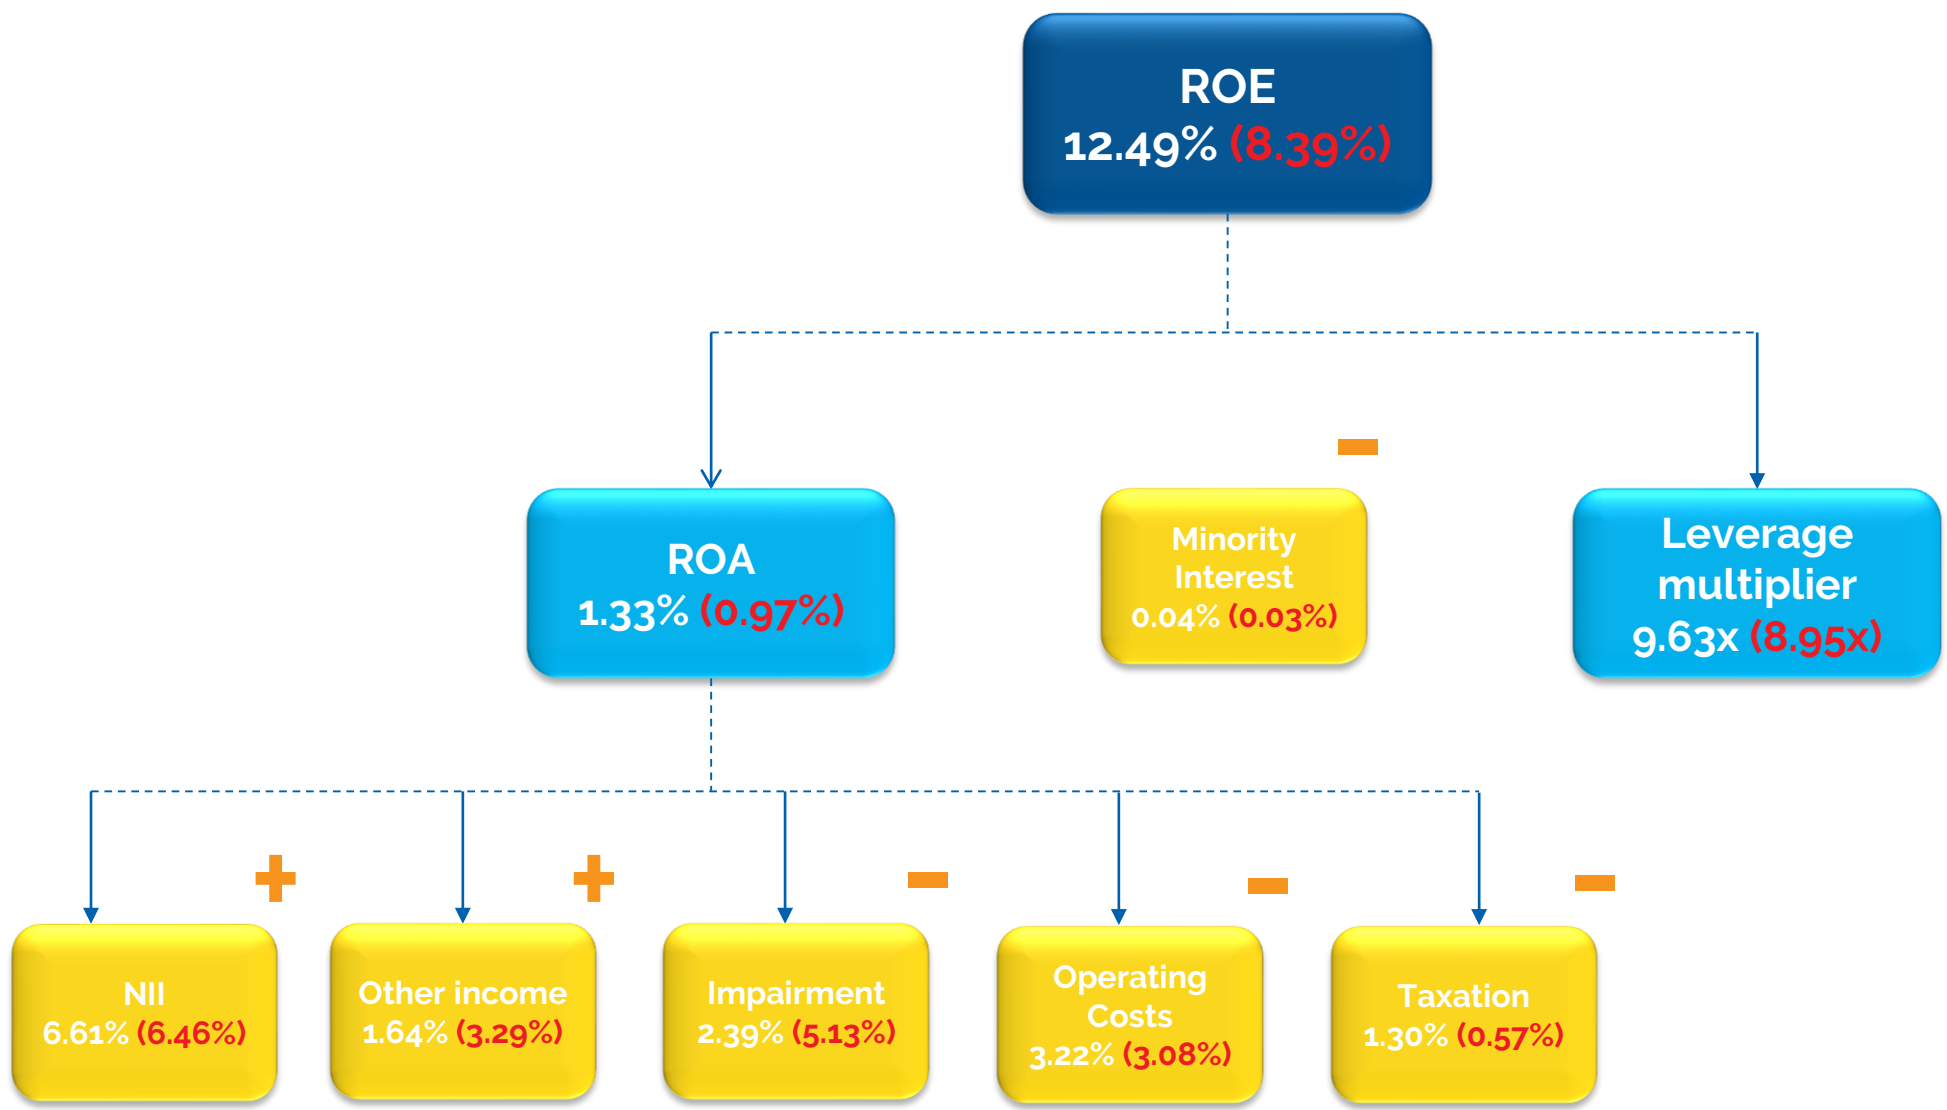 ROE
12.49% (8.39%)
ROA
1.33% (0.97%)
Minority
Interest
0.04% (0.03%)
Leverage
multiplier
9.63x (8.95x)
NII
6.61% (6.46%)
Other income
1.64% (3.29%)
Impairment
2.39% (5.13%)
Operating
Costs
3.22% (3.08%)
Taxation
1.30% (0.57%)